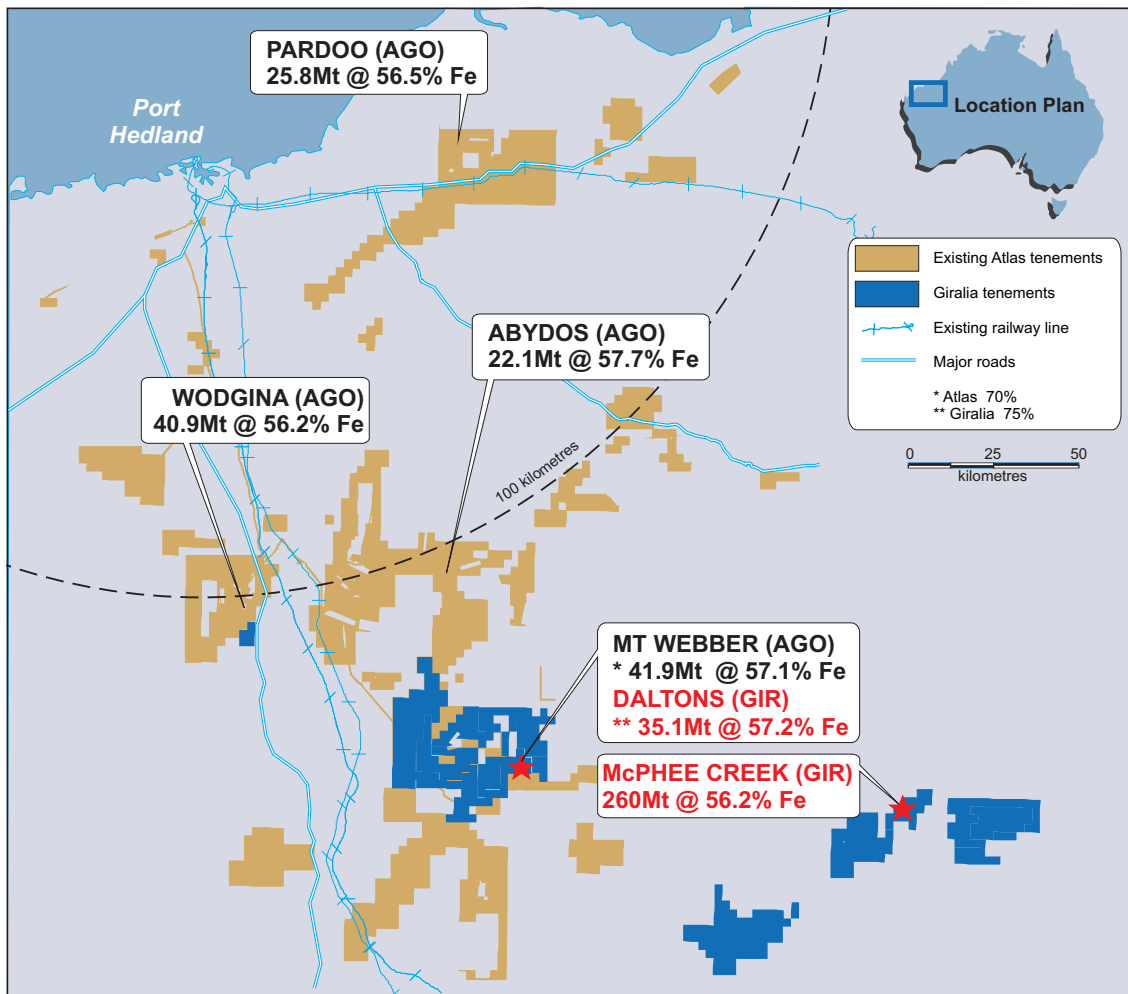 PARDOO (AGO)
25.8Mt @ 56.5% Fe
Port
Hedland
Location Plan
Existing Atlas tenements
Giralia tenements
Existing railway line
Major roads
* Atlas 70%
** Giralia 75%
0 25 50
kilometres
ABYDOS (AGO)
22.1Mt @ 57.7% Fe
WODGINA (AGO)
40.9Mt @ 56.2% Fe
100 kilometres
MT WEBBER (AGO)
* 41.9Mt @ 57.1% Fe
DALTONS (GIR)
** 35.1Mt @ 57.2% Fe
McPHEE CREEK (GIR)
260Mt @ 56.2% Fe